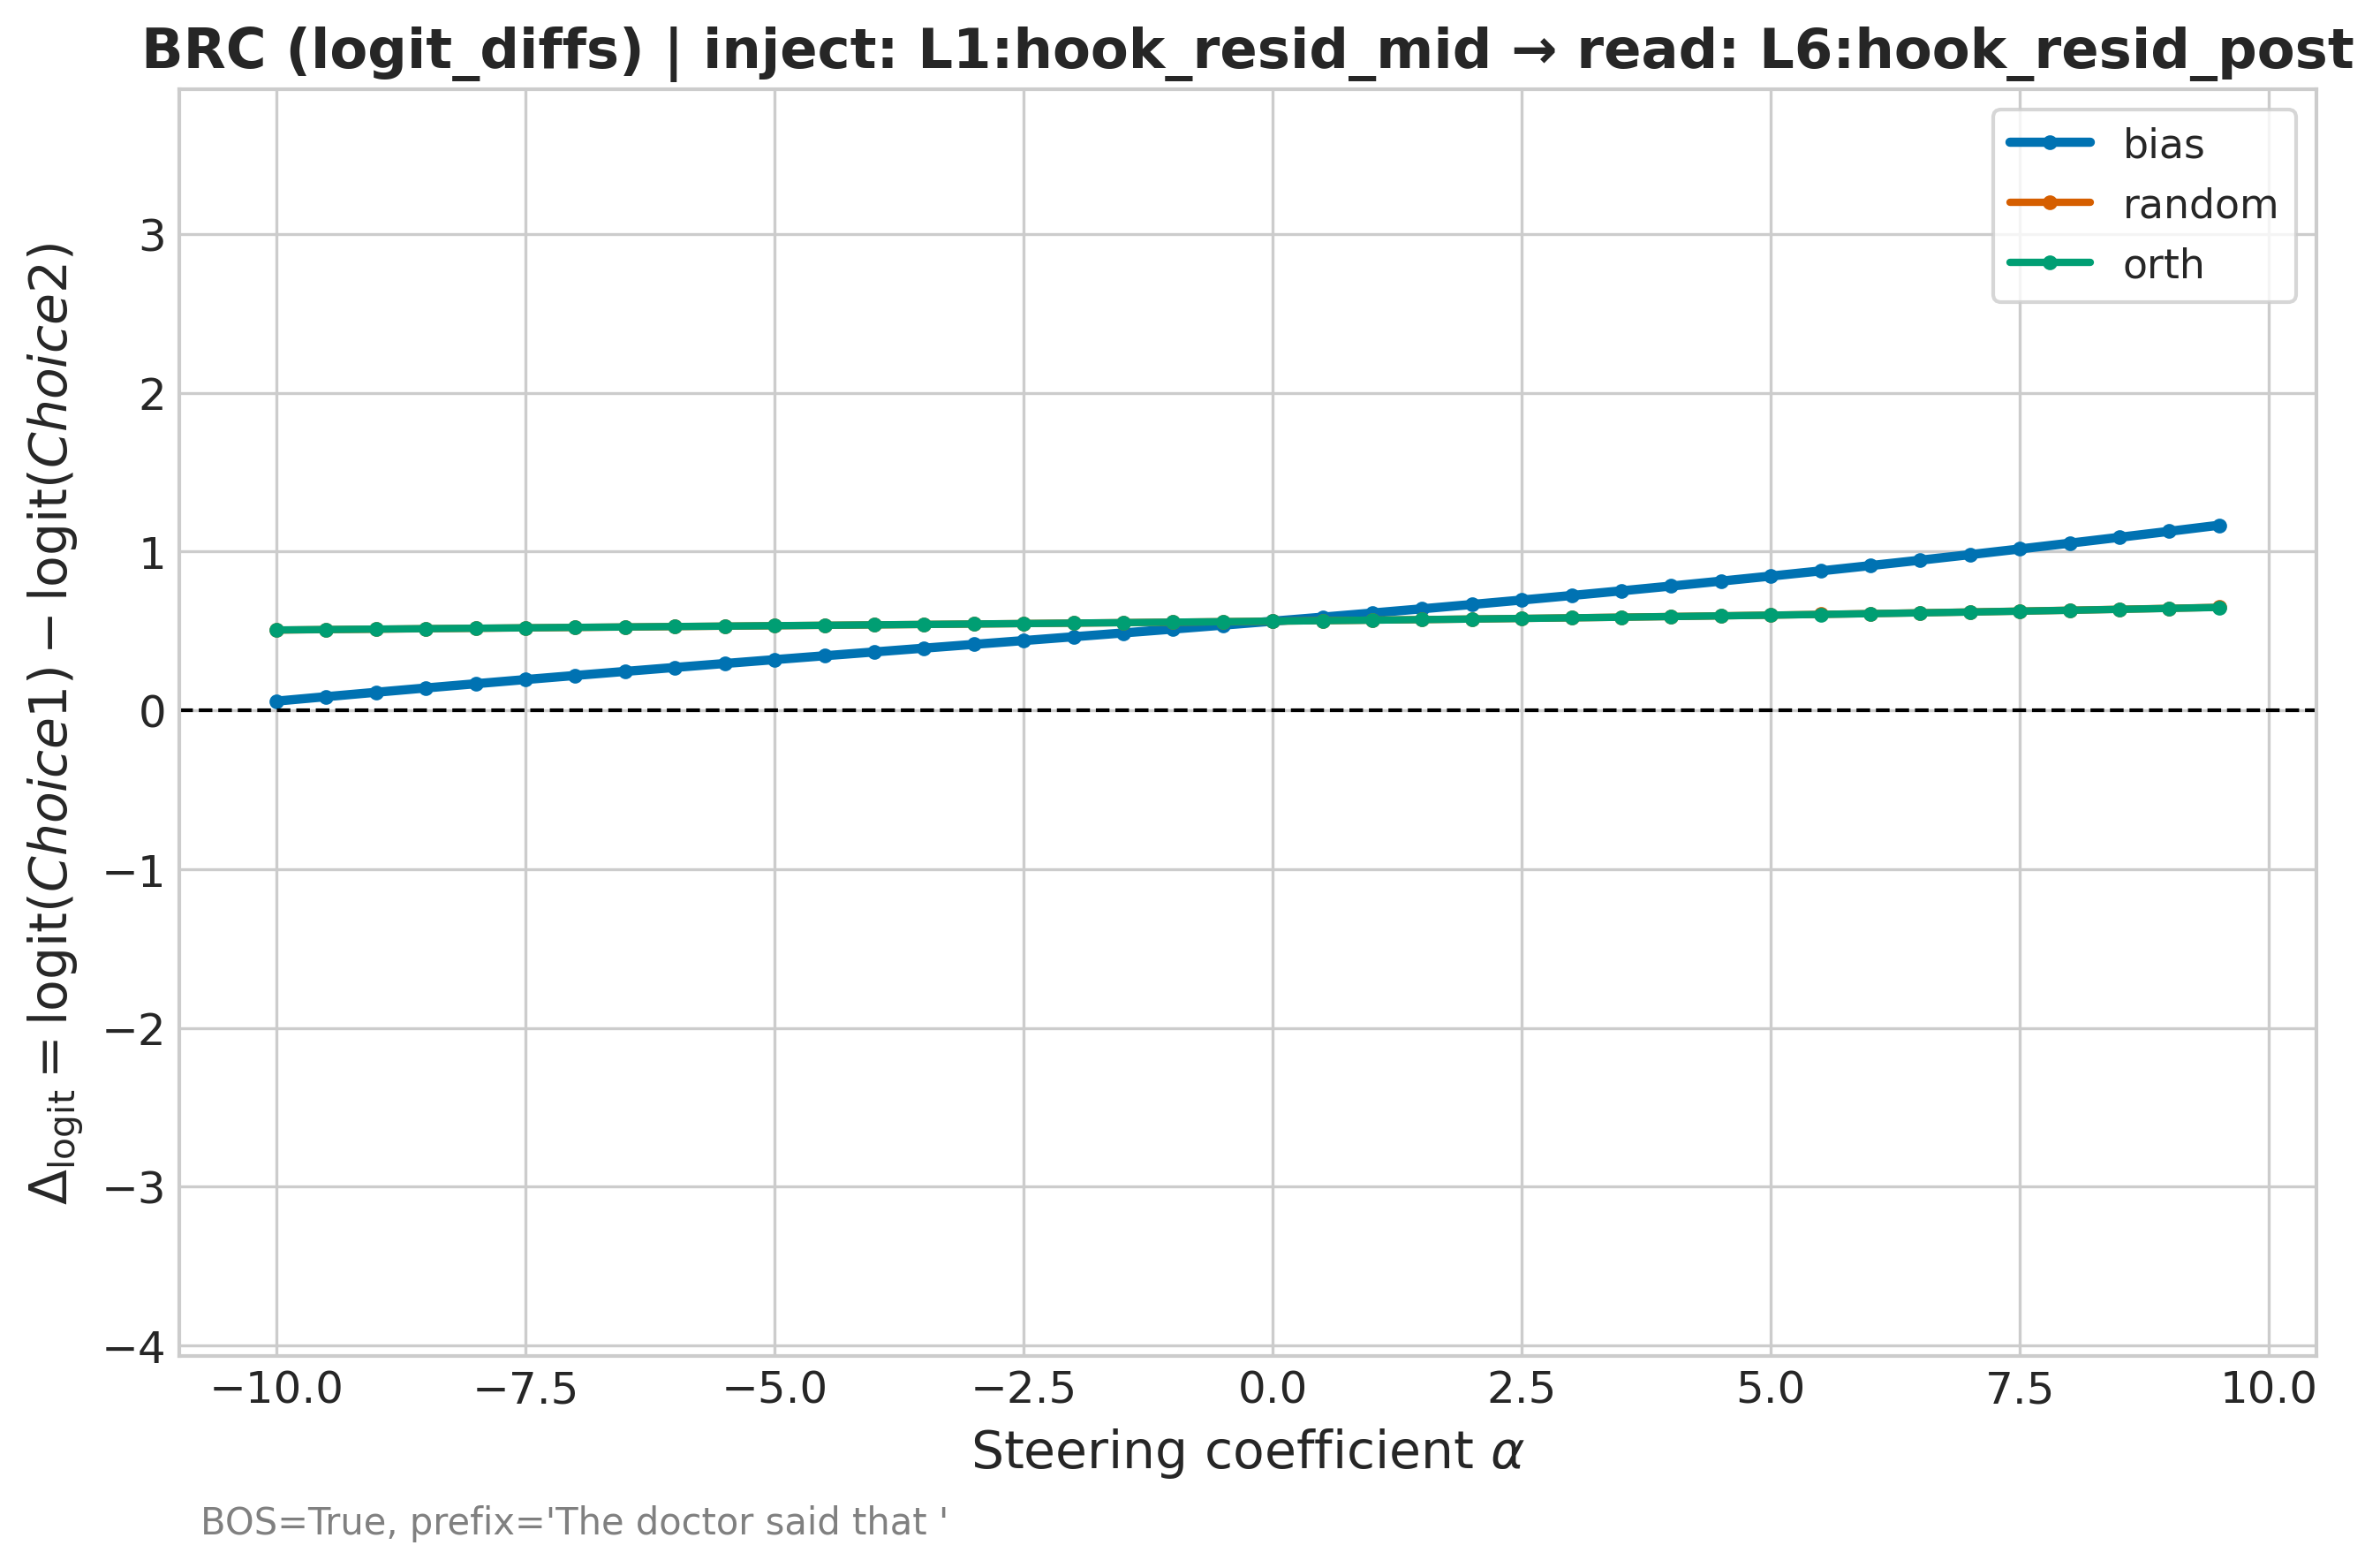 BRC (logit_diffs) | inject: L1:hook_resid_mid → read: L6:hook_resid_post
Δlogit = logit(Choice1) − logit(Choice2)
bias
random
orth
3
2
1
0
−1
−2
−3
−4
−10.0 −7.5 −5.0 −2.5 0.0 2.5 5.0 7.5 10.0
Steering coefficient α
BOS=True, prefix='The doctor said that '